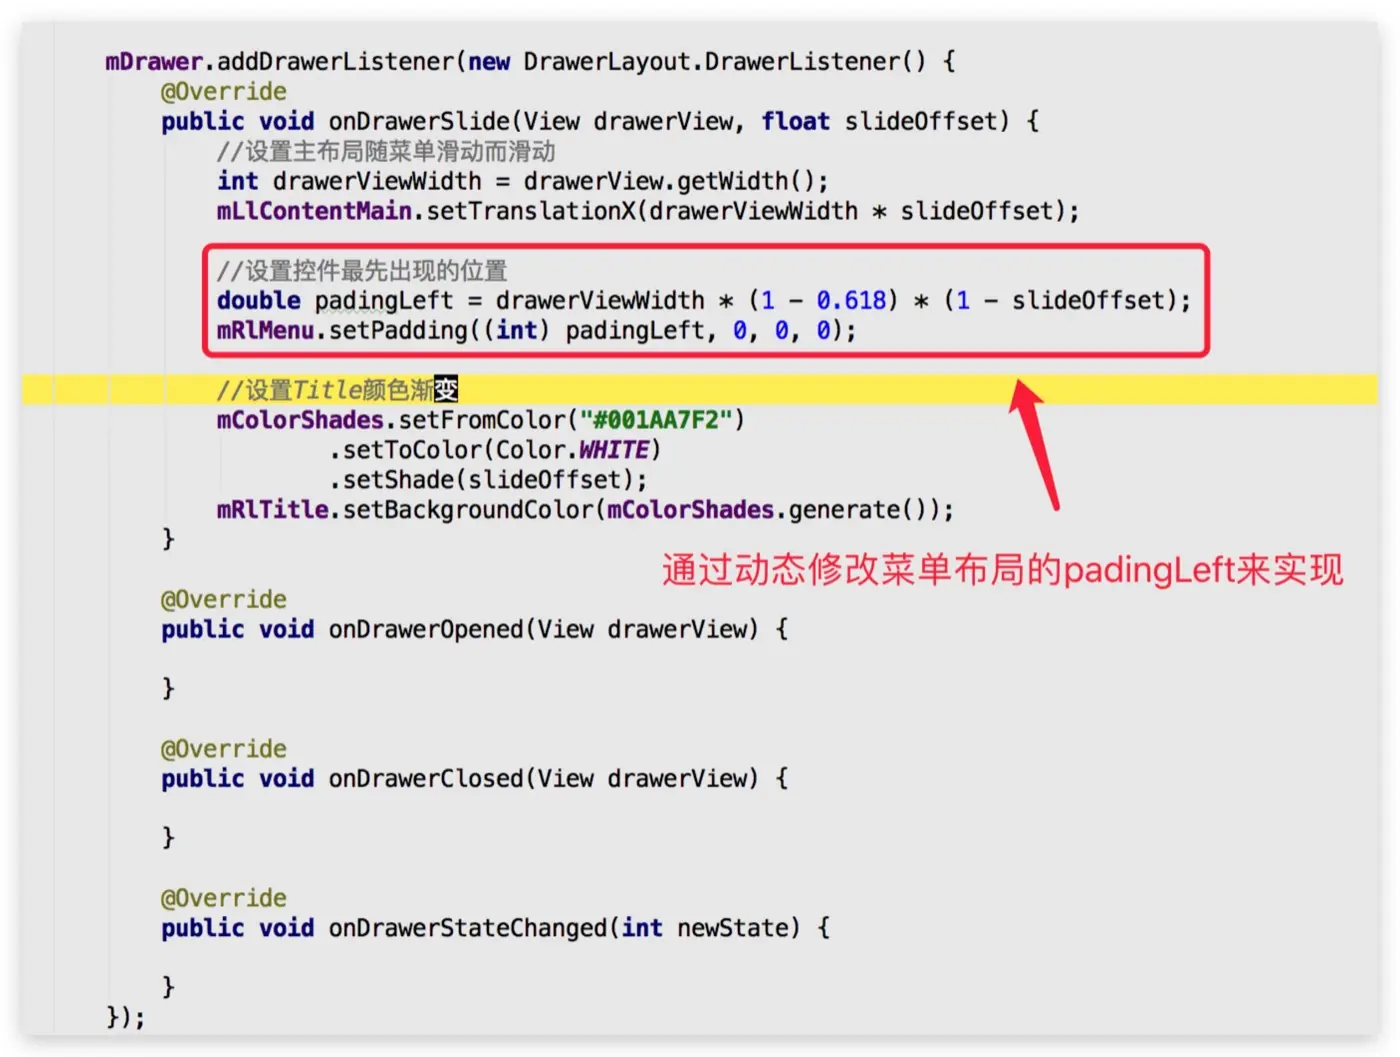 mDrawer.addDrawerListener(new DrawerLayout.DrawerListener() {
@Override
public void onDrawerSlide(View drawerView, float slideOffset) {
//设置主布局随菜单滑动而滑动
int drawerViewWidth = drawerView.getWidth();
mLlContentMain.setTranslationX(drawerViewWidth * slideOffset);
//设置控件最先出现的位置
double padingLeft = drawerViewWidth * (1 - 0.618) * (1 - slideOffset);
mRlMenu.setPadding((int) padingLeft, 0, 0, 0);
//设置Title颜色渐变
mColorShades.setFromColor("#001AA7F2")
.setToColor(Color.WHITE)
.setShade(slideOffset);
mRlTitle.setBackgroundColor(mColorShades.generate());
}
通过动态修改菜单布局的padingLeft来实现
@Override
public void onDrawerOpened(View drawerView) {
}
@Override
public void onDrawerClosed(View drawerView) {
}
@Override
public void onDrawerStateChanged(int newState) {
}
});